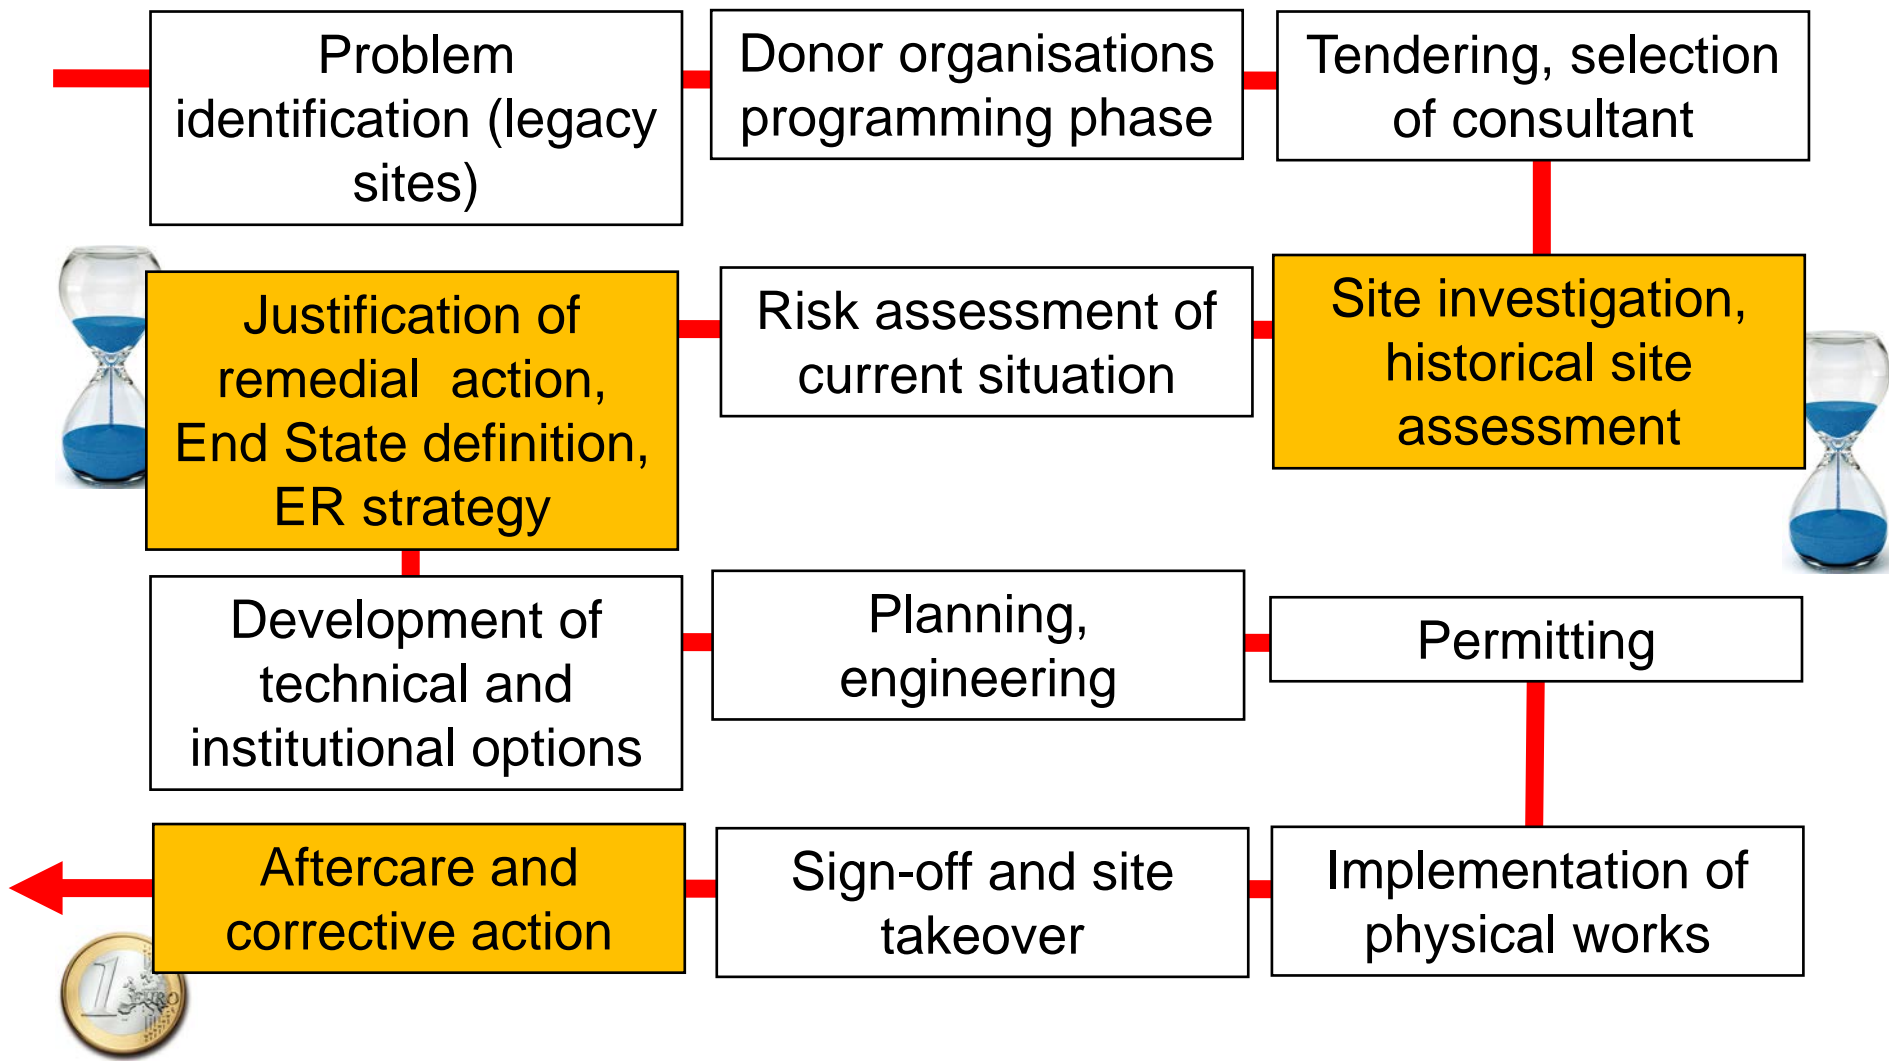 Problem
identification (legacy
sites)
Donor organisations
programming phase
Tendering, selection
of consultant
Site investigation,
historical site
assessment
Risk assessment of
current situation
Justification of
remedial  action,
End State definition,
ER strategy
Development of
technical and
institutional options
Planning,
engineering
Permitting
Implementation of
physical works
Sign-off and site
takeover
Aftercare and
corrective action
1
EURO